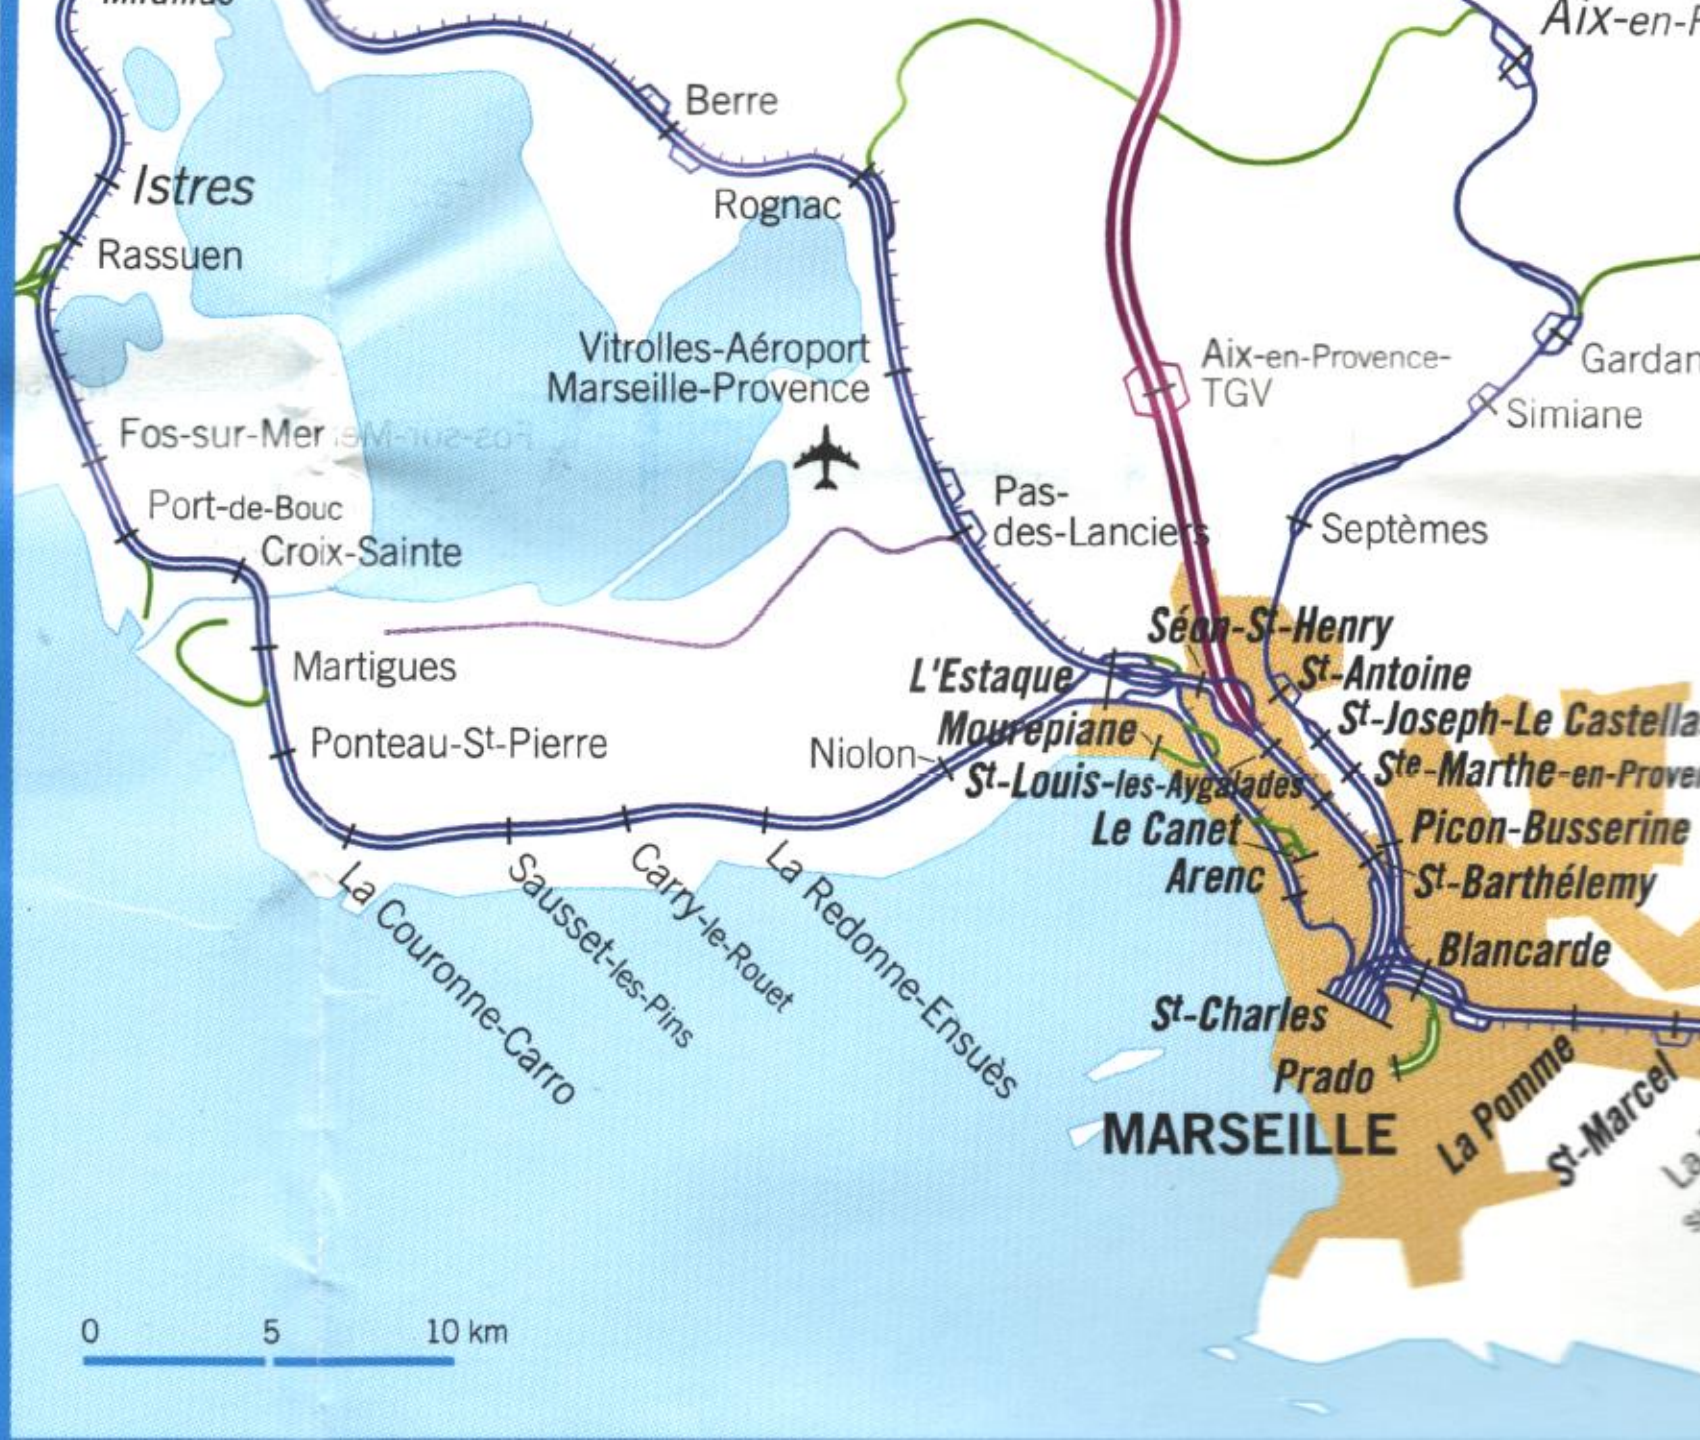 Aix-en-P
Berre
Istres
Rognac
Rassuen
Vitrolles-Aéroport
Marseille-Provence
Aix-en-Provence-
TGV
Gardan
Simiane
Fos-sur-Mer
Port-de-Bouc
Pas-
des-Lanciers
Septèmes
Croix-Sainte
Séon-St-Henry
Martigues
L'Estaque
St-Antoine
Mourepiane
St-Joseph-Le Castella
Ponteau-St-Pierre
Niolon
St-Louis-les-Aygalades
Ste-Marthe-en-Prove
Le Canet
Picon-Busserine
Arenc
St-Barthélemy
La Couronne-Carro
Sausset-les-Pins
Carry-le-Rouet
La Redonne-Ensuès
Blancarde
St-Charles
Prado
MARSEILLE
La Pomme
St-Marcel
La
0 5 10 km